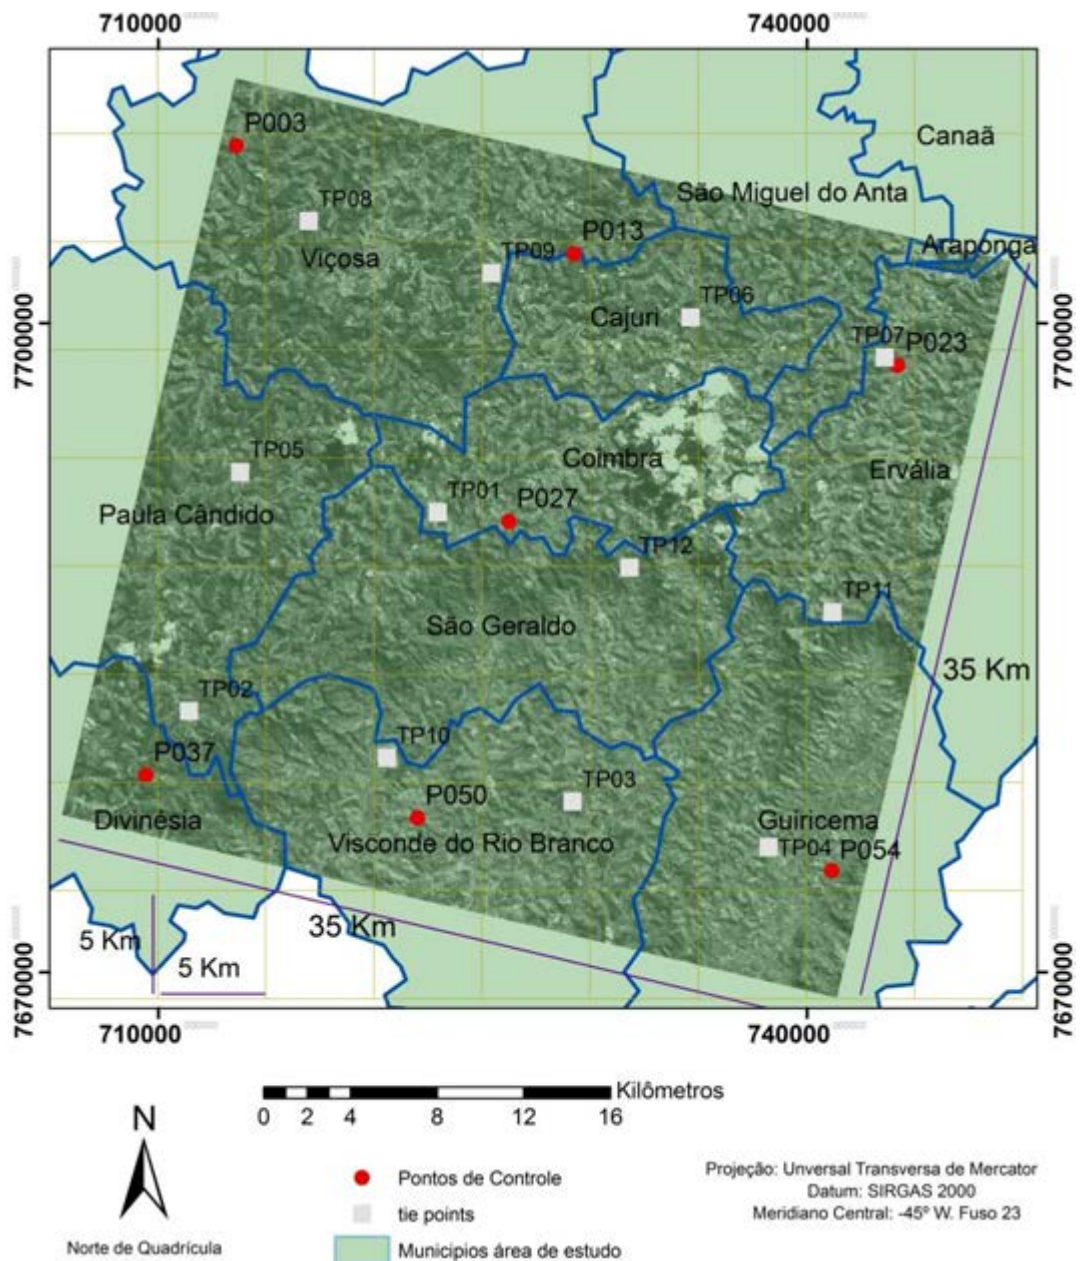 710000
740000
Canaã
P003
São Miguel do Anta
TP08
P013
Araponga
TP09
Viçosa
TP06
Cajuri
7700000
7700000
TP07
P023
TP05
Coimbra
Ervália
TP01
P027
Paula Cândido
TP12
TP11
São Geraldo
35 Km
TP02
TP10
P037
TP03
P050
Divinésia
Guiricema
Visconde do Rio Branco
TP04
P054
35 Km
5 Km
5 Km
7670000
7670000
710000
740000
Kilômetros
0 2 4 8 12 16
N
Norte de Quadrícula
Pontos de Controle
tie points
Municipios área de estudo
Projeção: Unversal Transversa de Mercator
Datum: SIRGAS 2000
Meridiano Central: -45º W. Fuso 23